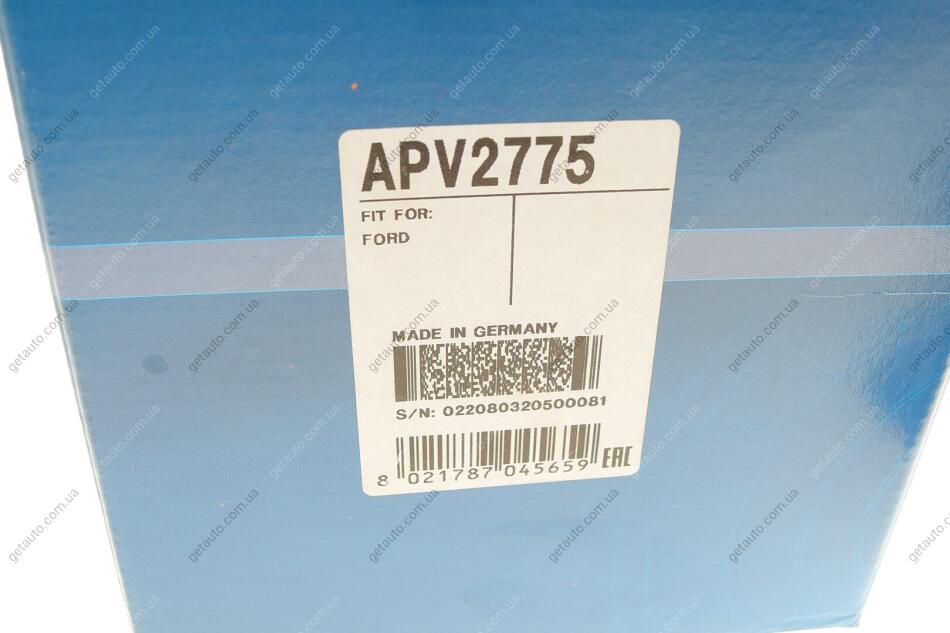 APV2775
FIT FOR:
FORD
MADE IN GERMANY
S/N: 022080320500081
8 021787 045659
EAC
getauto.com.ua